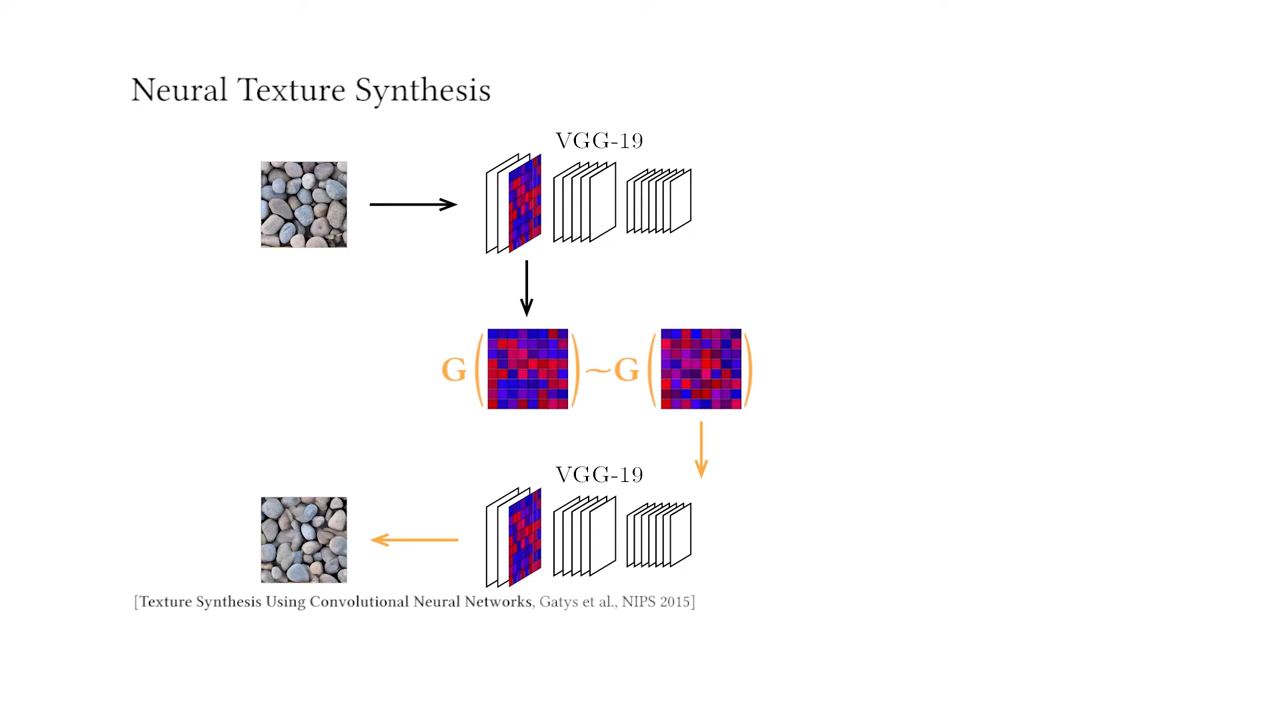 Neural Texture Synthesis
VGG-19
G( )~G( )
VGG-19
[Texture Synthesis Using Convolutional Neural Networks, Gatys et al., NIPS 2015]